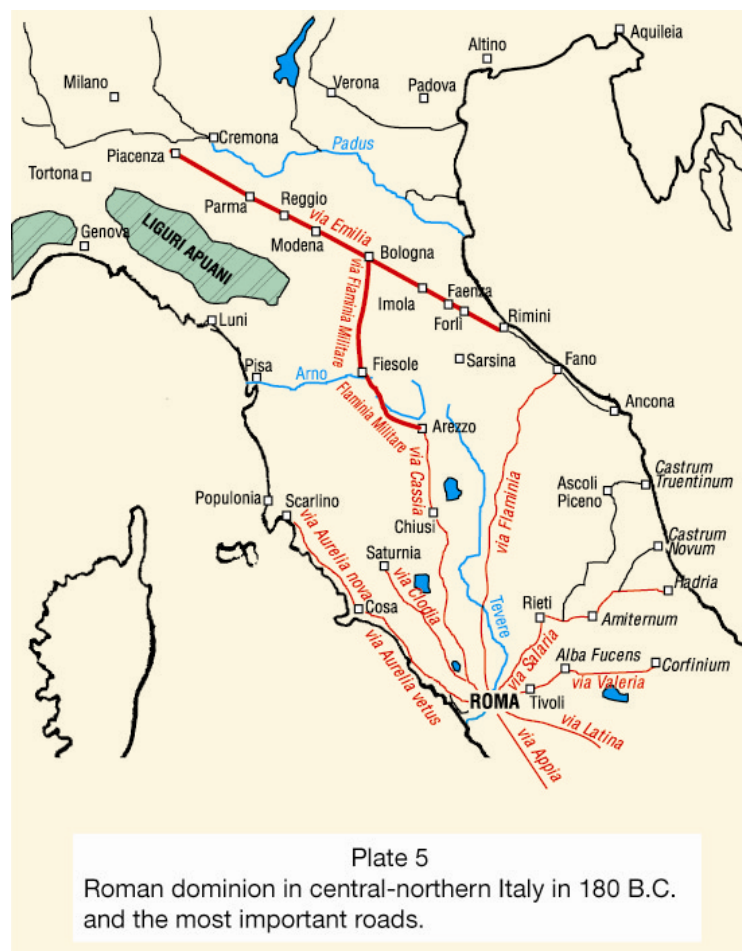 Aquileia
Altino
Verona
Padova
Milano
Cremona
Padus
Piacenza
Tortona
Parma
Reggio
via Emilia
Modena
Genova
LIGURI APUANI
Bologna
via Flaminia Militare
Imola
Faenza
Forlì
Rimini
Luni
Sarsina
Fano
Pisa
Arno
Fiesole
Flaminia Militare
Arezzo
Ancona
via Cassia
via Flaminia
Ascoli
Piceno
Castrum
Truentinum
Populonia
Scarlino
Chiusi
via Aurelia nova
Saturnia
via Clodia
Castrum
Novum
Hadria
Cosa
Tevere
Rieti
Amiternum
via Aurelia vetus
via Salaria
Alba Fucens
Corfinium
via Valeria
ROMA
Tivoli
via Latina
via Appia
Plate 5
Roman dominion in central-northern Italy in 180 B.C.
and the most important roads.